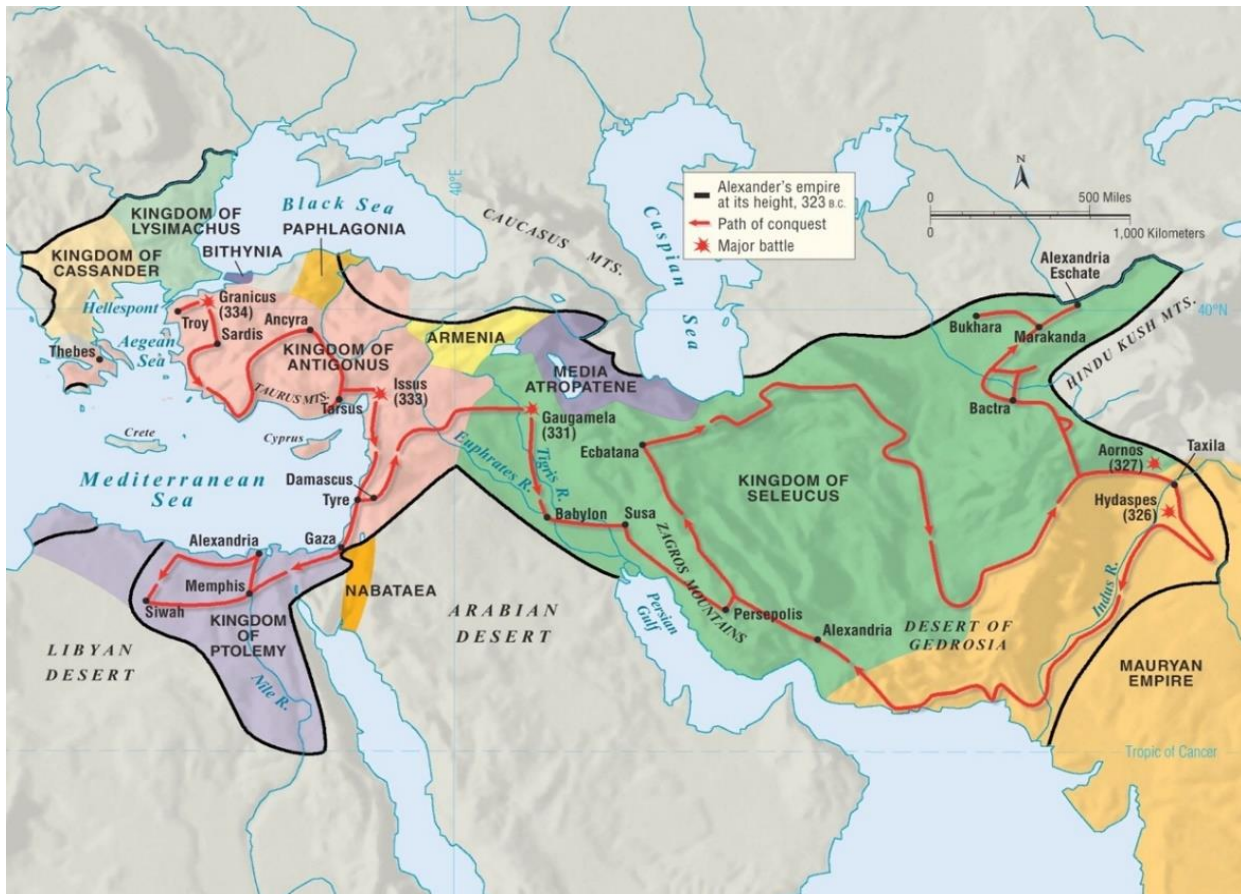 KINGDOM OF
LYSIMACHUS
KINGDOM OF
CASSANDER
Black Sea
PAPHLAGONIA
BITHYNIA
40°E
CAUCASUS MTS.
Caspian
Sea
Alexander's empire
at its height, 323 B.C.
Path of conquest
Major battle
N
0
500 Miles
0
1,000 Kilometers
Alexandria
Eschate
40°N
Hellespont
Granicus
(334)
Troy
Aegean
Sea
Sardis
Ancyra
Thebes
KINGDOM OF
ANTIGONUS
TAURUS MTS.
Tarsus
Issus
(333)
ARMENIA
MEDIA
ATROPATENE
Bukhara
Marakanda
HINDU KUSH MTS.
Bactra
Crete
Cyprus
Gaugamela
(331)
Ecbatana
Euphrates R.
Tigris R.
Aornos
(327)
Taxila
Mediterranean
Sea
Damascus
Tyre
KINGDOM OF
SELEUCUS
Hydaspes
(326)
Babylon
Susa
Alexandria
Gaza
ZAGROS MOUNTAINS
Memphis
NABATAEA
Siwah
KINGDOM
OF
PTOLEMY
ARABIAN
DESERT
Persian
Gulf
Persepolis
Alexandria
DESERT OF
GEDROSIA
Indus R.
LIBYAN
DESERT
Nile R.
MAURYAN
EMPIRE
Tropic of Cancer